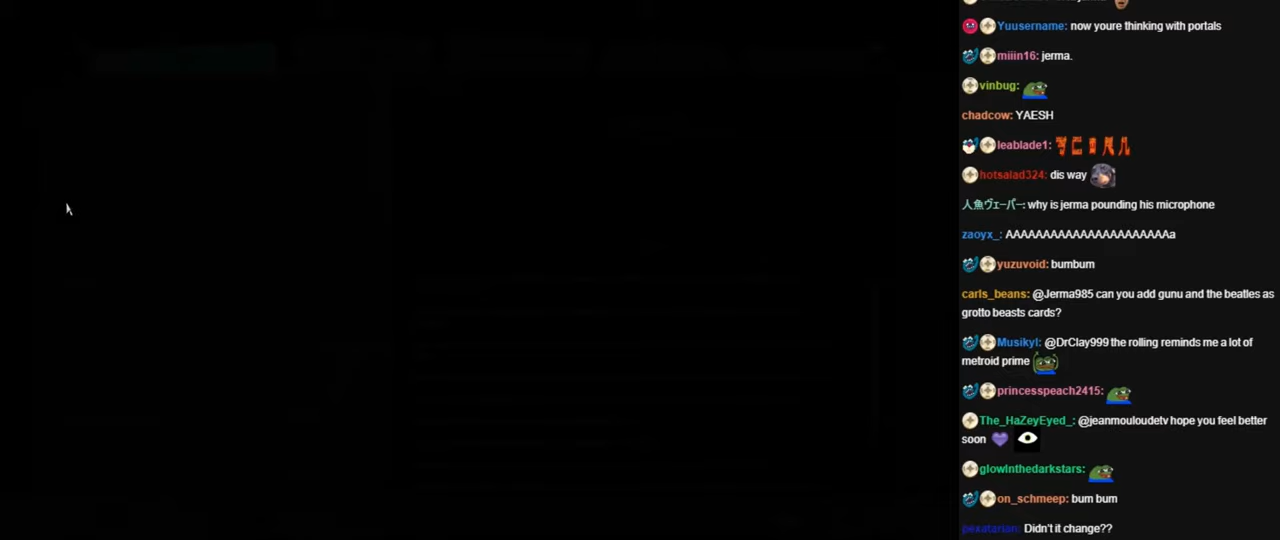 Yuusername: now youre thinking with portals
miiin16: jerma.
vinbug:
chadcow: YAESH
leablade1:
hotsalad324: dis way
人魚ヴェーパー: why is jerma pounding his microphone
zaoyx_: AAAAAAAAAAAAAAAAAAAAAAa
yuzuvoid: bumbum
carls_beans: @Jerma985 can you add gunu and the beatles as
grotto beasts cards?
Musikyl: @DrClay999 the rolling reminds me a lot of
metroid prime
princesspeach2415:
The_HaZeyEyed_: @jeanmouloudetv hope you feel better
soon
glowInthedarkstars:
on_schmeep: bum bum
pexatarian: Didn't it change??